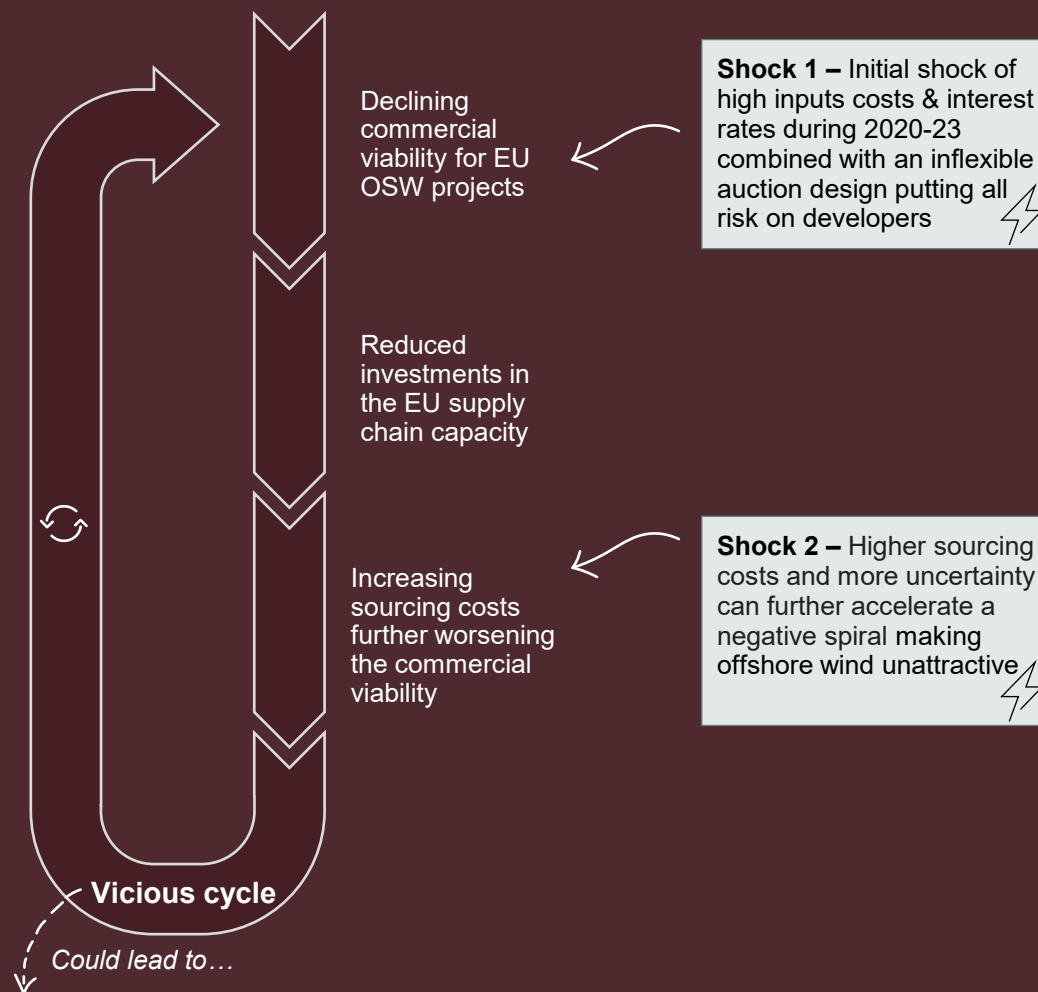 Declining
commercial
viability for EU
OSW projects
Shock 1 – Initial shock of
high inputs costs & interest
rates during 2020-23
combined with an inflexible
auction design putting all
risk on developers
Reduced
investments in
the EU supply
chain capacity
Increasing
sourcing costs
further worsening
the commercial
viability
Shock 2 – Higher sourcing
costs and more uncertainty
can further accelerate a
negative spiral making
offshore wind unattractive
Vicious cycle
Could lead to…